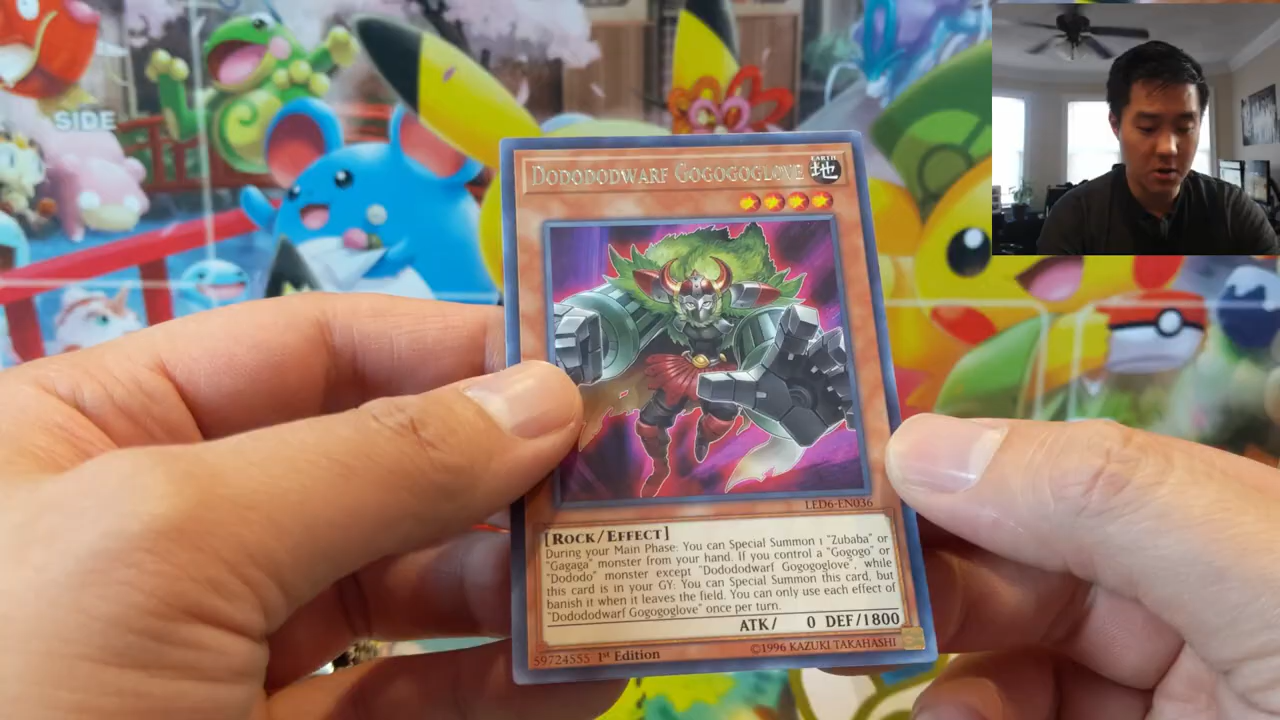 SIDE
DODODODWARF GOGOGOGLOVE
EARTH
地
LED6-EN036
[ROCK/EFFECT]
During your Main Phase: You can Special Summon 1 "Zubaba" or
"Gagaga" monster from your hand. If you control a "Gogogo" or
"Dododo" monster except "Dodododwarf Gogogoglove", while
this card is in your GY: You can Special Summon this card, but
banish it when it leaves the field. You can only use each effect of
"Dodododwarf Gogogoglove" once per turn.
ATK/ 0 DEF/1800
59724555 1st Edition
©1996 KAZUKI TAKAHASHI